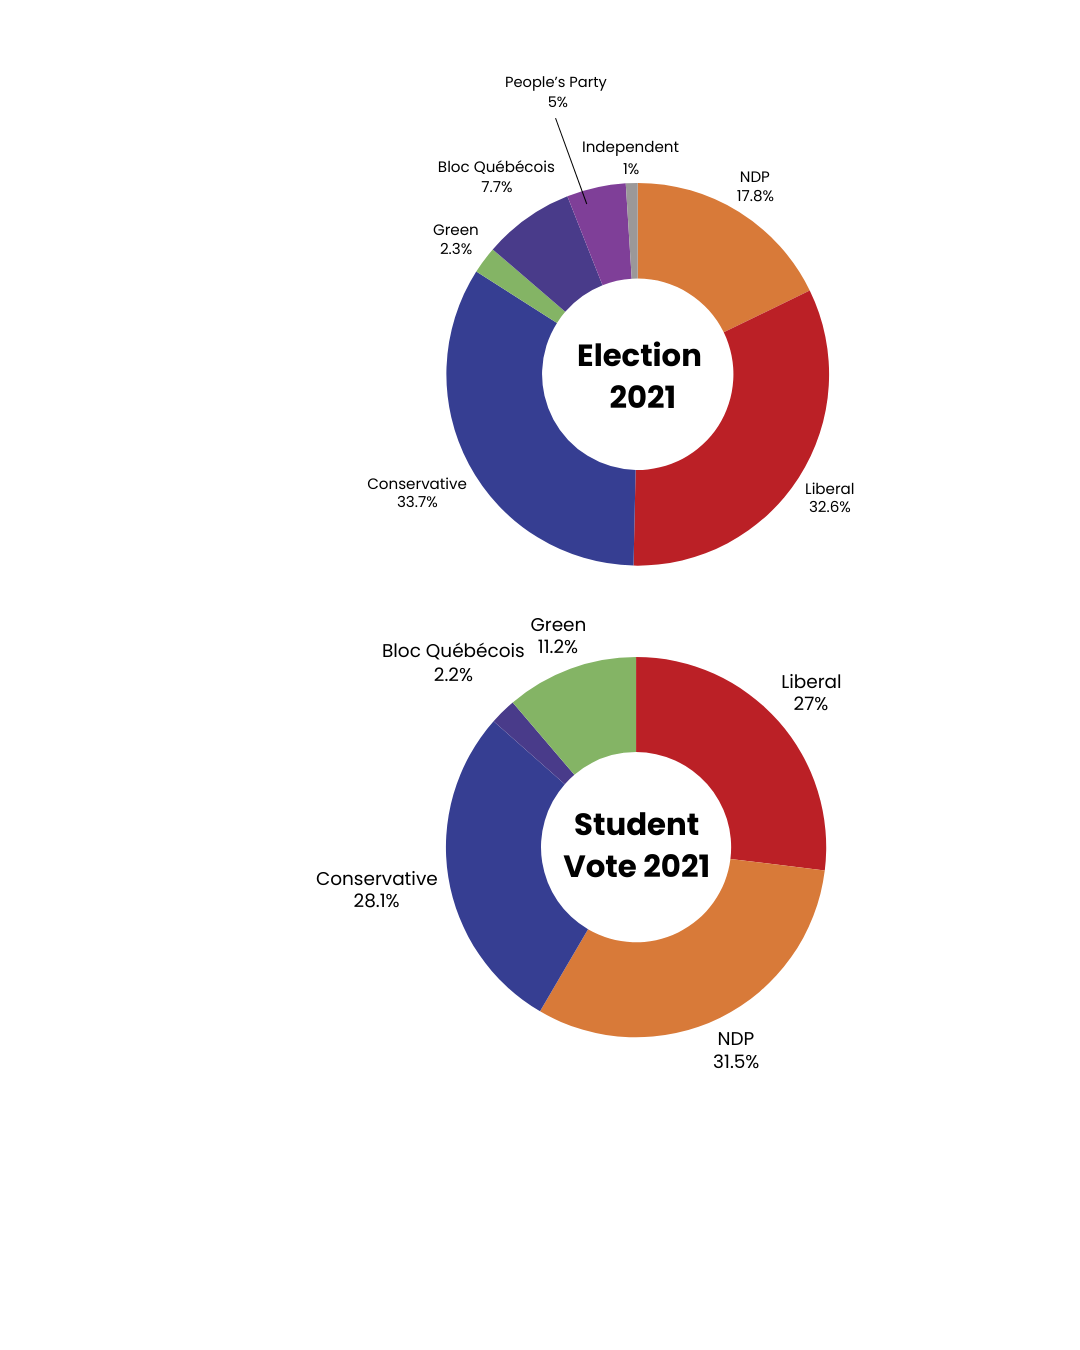 People’s Party
5%
Independent
1%
Bloc Québécois
7.7%
NDP
17.8%
Green
2.3%
Election
2021
Conservative
33.7%
Liberal
32.6%
Green
11.2%
Bloc Québécois
2.2%
Liberal
27%
Student
Vote 2021
Conservative
28.1%
NDP
31.5%